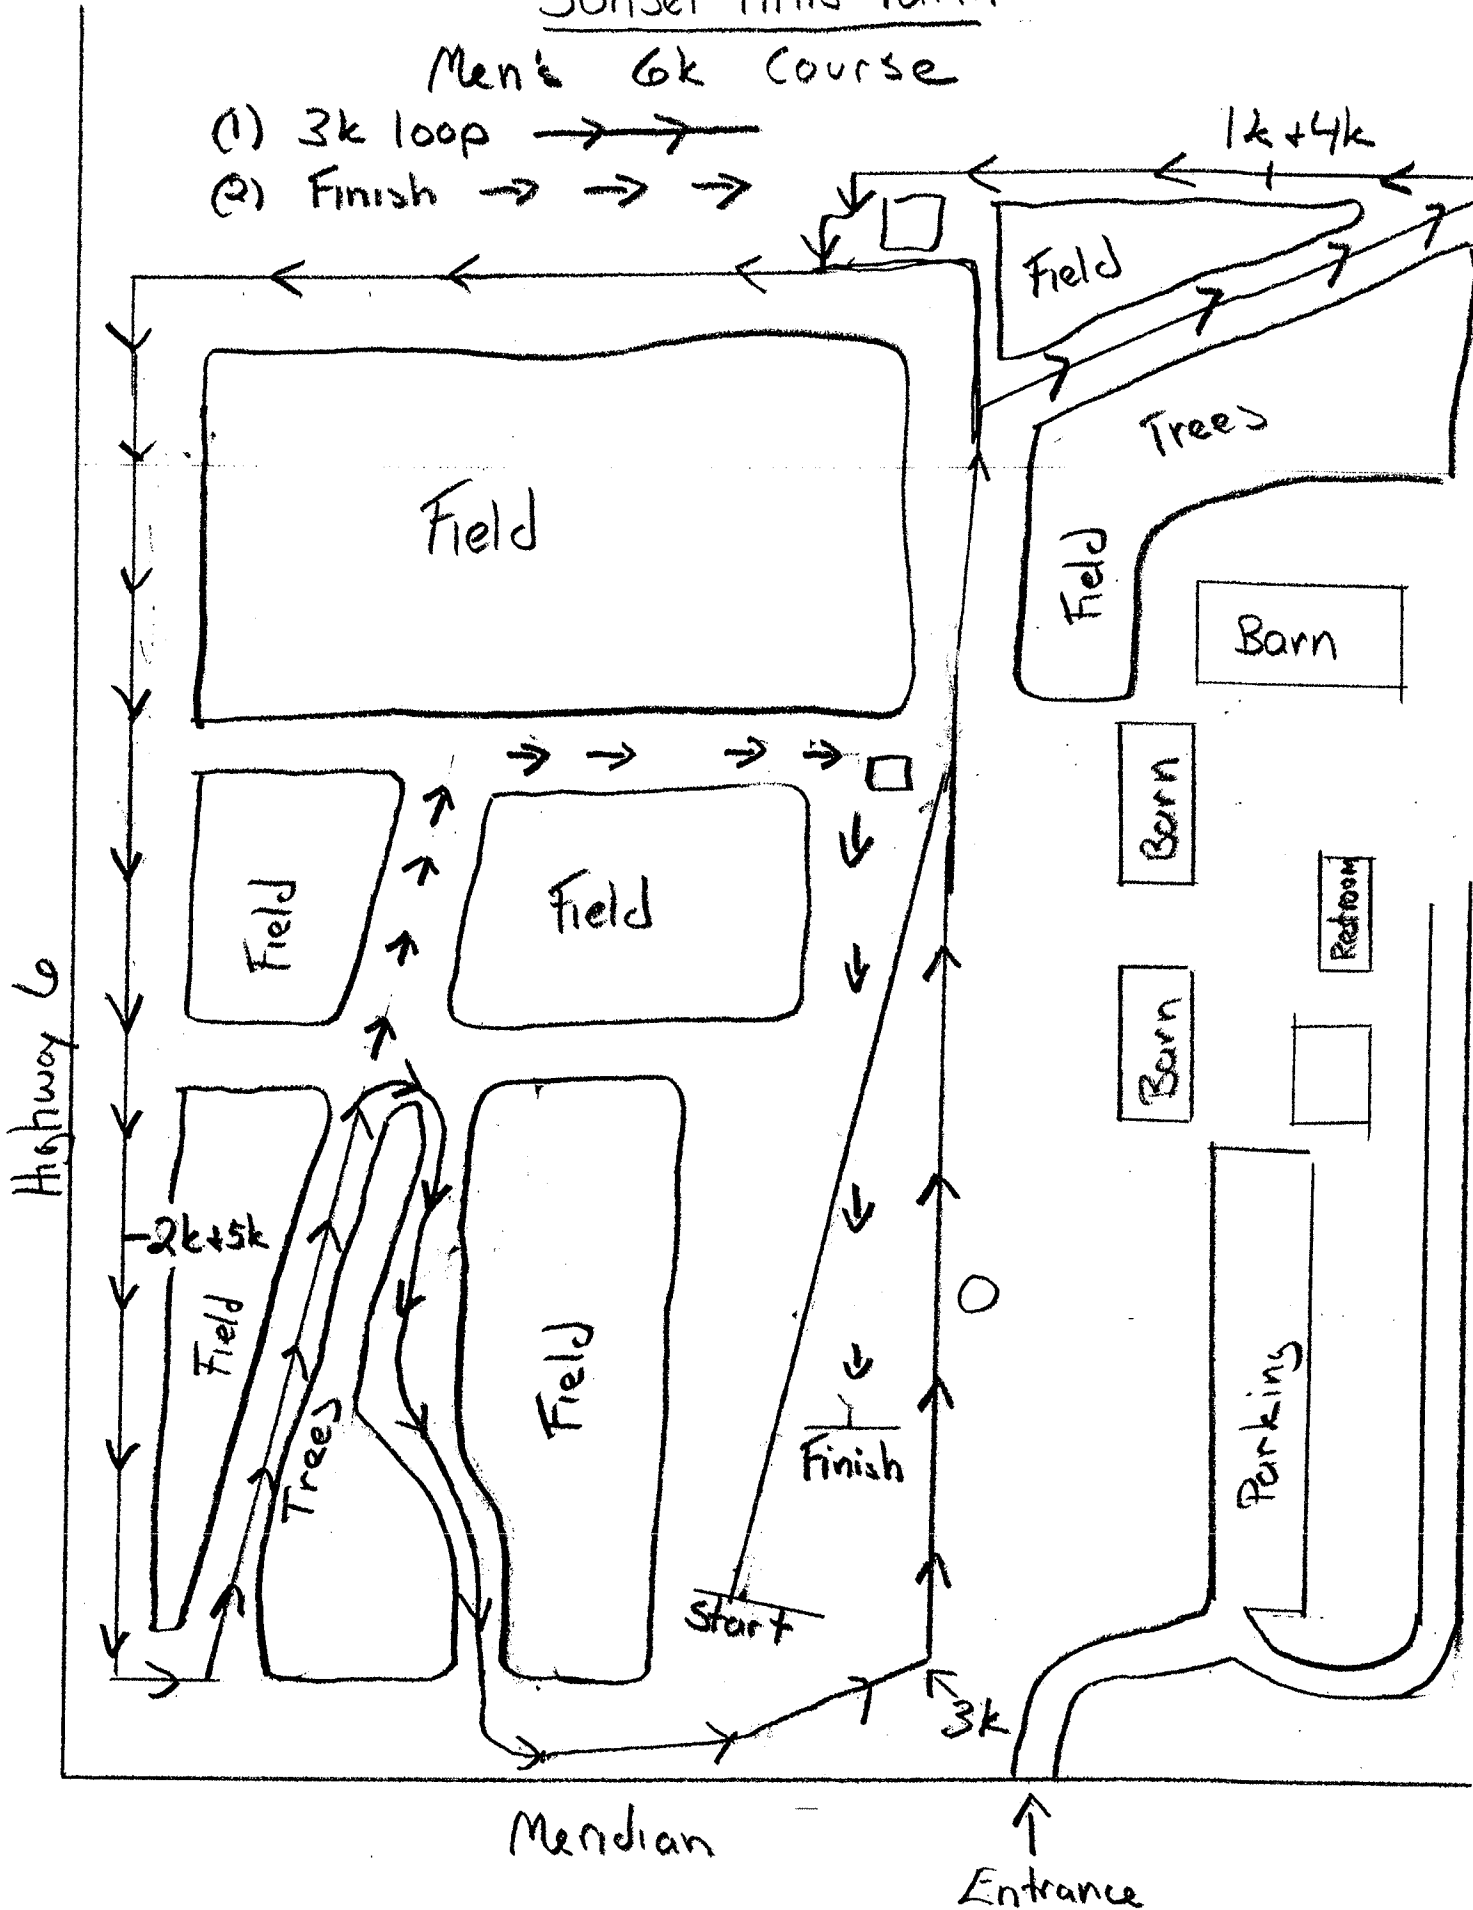 Men's 6k Course
(1) 3k loop
(2) Finish
1k + 4k
Field
Trees
Field
Field
Barn
Barn
Field
Field
Restroom
Highway 6
Barn
2k + 5k
Field
Field
Trees
Finish
Parking
Start
3k
Meridian
Entrance